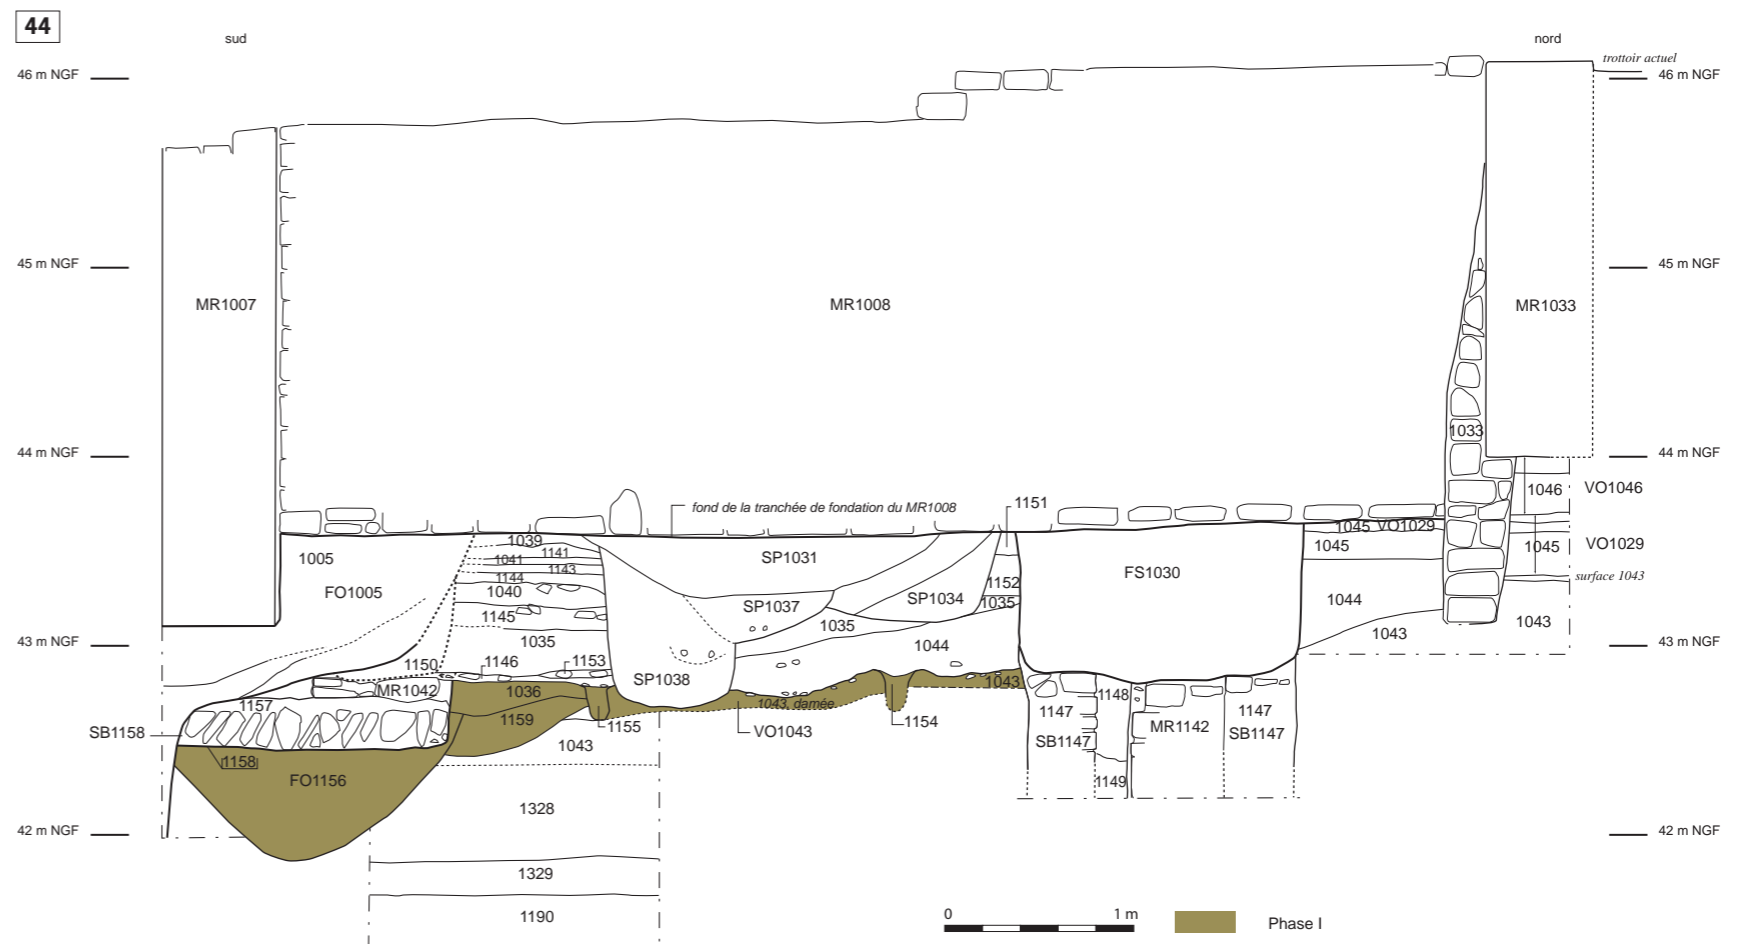 44
sud
nord
trottoir actuel
46 m NGF
46 m NGF
45 m NGF
45 m NGF
MR1007
MR1008
MR1033
1033
44 m NGF
44 m NGF
1046
VO1046
fond de la tranchée de fondation du MR1008
1151
1045
VO1029
1039
1005
1141
1041
1143
1144
1040
FO1005
SP1031
1045
1045
VO1029
FS1030
surface 1043
1152
1035
SP1037
SP1034
1044
1145
1035
1035
1044
1043
1043
43 m NGF
43 m NGF
1150
1146
1153
SP1038
MR1042
1036
1043
1157
1159
1043, damée
1154
1155
VO1043
SB1158
1158
FO1156
1043
1147
SB1147
1148
MR1142
1147
SB1147
1149
1328
42 m NGF
42 m NGF
1329
1190
0
1 m
Phase I